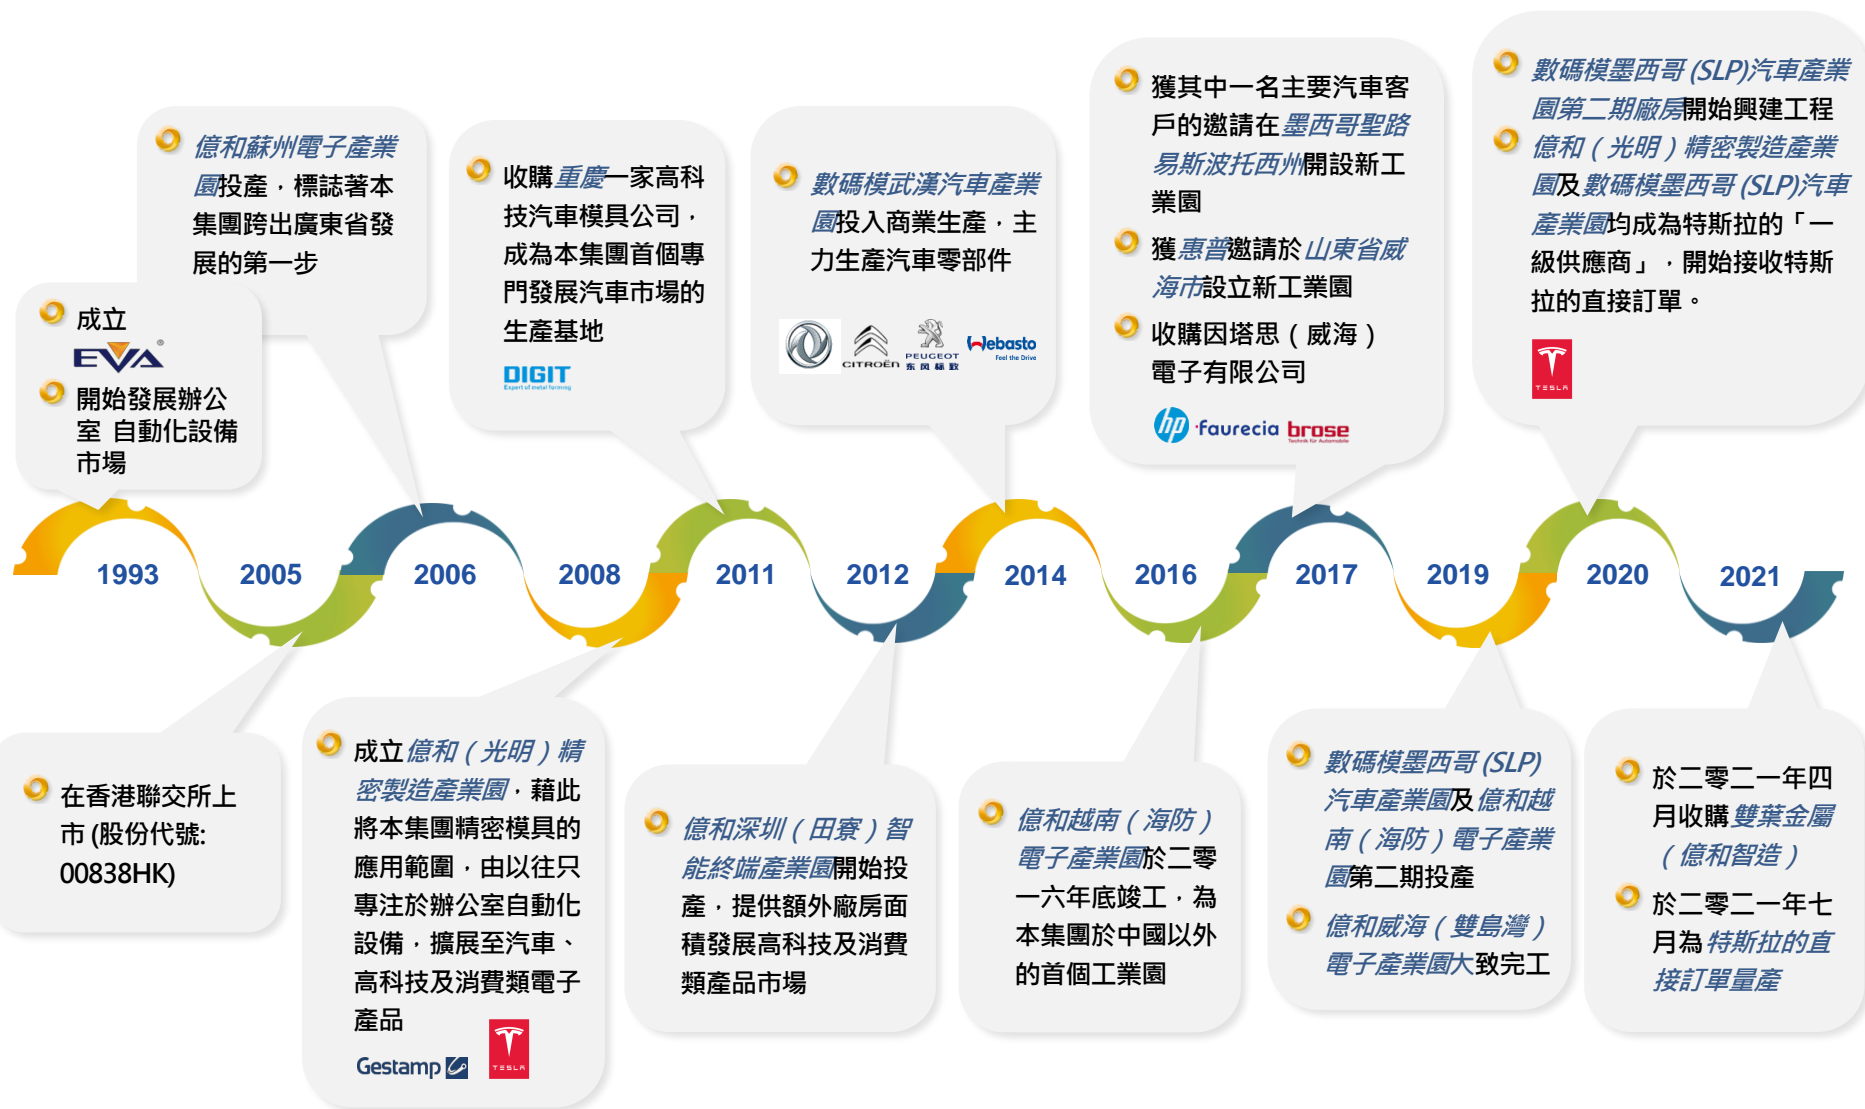 成立
EVA®
開始發展辦公
室 自動化設備
市場
億和蘇州電子產業
園投產，標誌著本
集團跨出廣東省發
展的第一步
收購重慶一家高科
技汽車模具公司，
成為本集團首個專
門發展汽車市場的
生產基地
DIGIT
Expert of metal forming
數碼模武漢汽車產業
園投入商業生產，主
力生產汽車零部件
CITROËN
PEUGEOT
东风标致
Webasto
Feel the Drive
獲其中一名主要汽車客
戶的邀請在墨西哥聖路
易斯波托西州開設新工
業園
獲惠普邀請於山東省威
海市設立新工業園
收購因塔思（威海）
電子有限公司
hp
faurecia
brose
Technik für Automobile
數碼模墨西哥(SLP)汽車產業
園第二期廠房開始興建工程
億和（光明）精密製造產業
園及數碼模墨西哥(SLP)汽車
產業園均成為特斯拉的「一
級供應商」，開始接收特斯
拉的直接訂單。
TESLA
1993
2005
2006
2008
2011
2012
2014
2016
2017
2019
2020
2021
在香港聯交所上
市(股份代號:
00838HK)
成立億和（光明）精
密製造產業園，藉此
將本集團精密模具的
應用範圍，由以往只
專注於辦公室自動化
設備，擴展至汽車、
高科技及消費類電子
產品
Gestamp
TESLA
億和深圳（田寮）智
能終端產業園開始投
產，提供額外廠房面
積發展高科技及消費
類產品市場
億和越南（海防）
電子產業園於二零
一六年底竣工，為
本集團於中國以外
的首個工業園
數碼模墨西哥(SLP)
汽車產業園及億和越
南（海防）電子產業
園第二期投產
億和威海（雙島灣）
電子產業園大致完工
於二零二一年四
月收購雙葉金屬
（億和智造）
於二零二一年七
月為特斯拉的直
接訂單量產